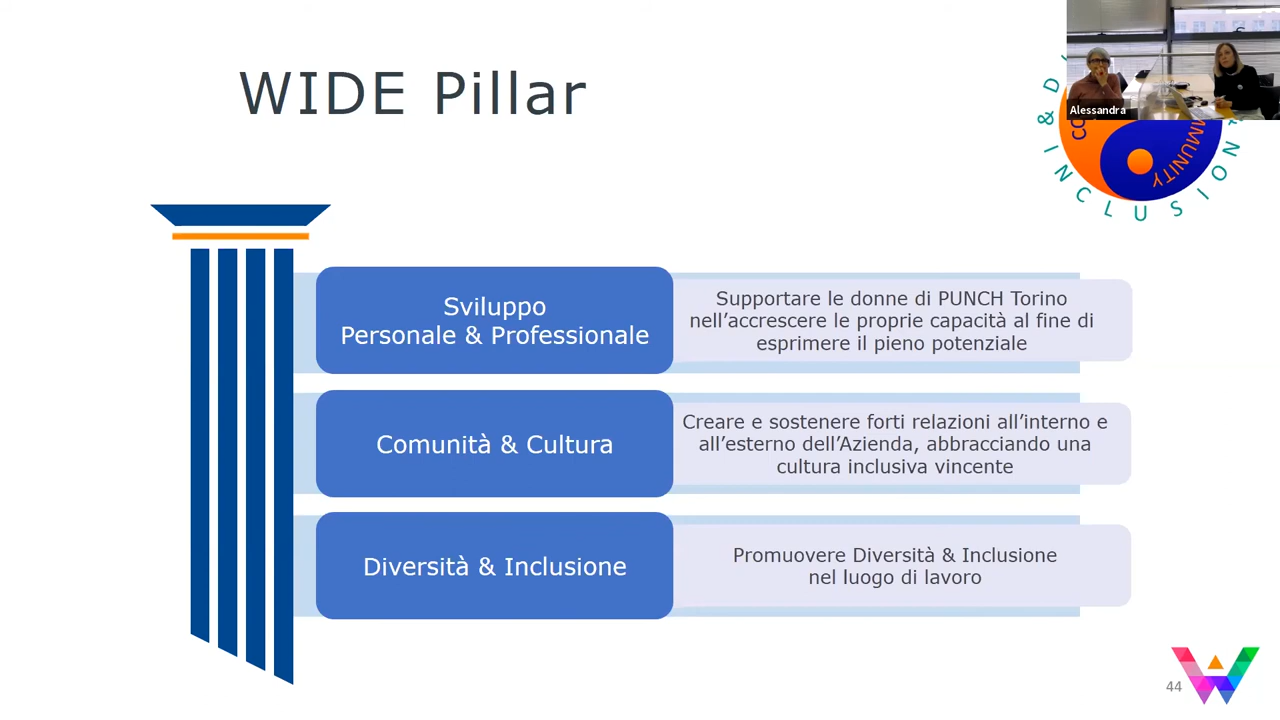 WIDE Pillar
Alessandra
& INCLUSION
MMUNITY
Sviluppo
Personale & Professionale
Supportare le donne di PUNCH Torino
nell’accrescere le proprie capacità al fine di
esprimere il pieno potenziale
Comunità & Cultura
Creare e sostenere forti relazioni all’interno e
all’esterno dell’Azienda, abbracciando una
cultura inclusiva vincente
Diversità & Inclusione
Promuovere Diversità & Inclusione
nel luogo di lavoro
44